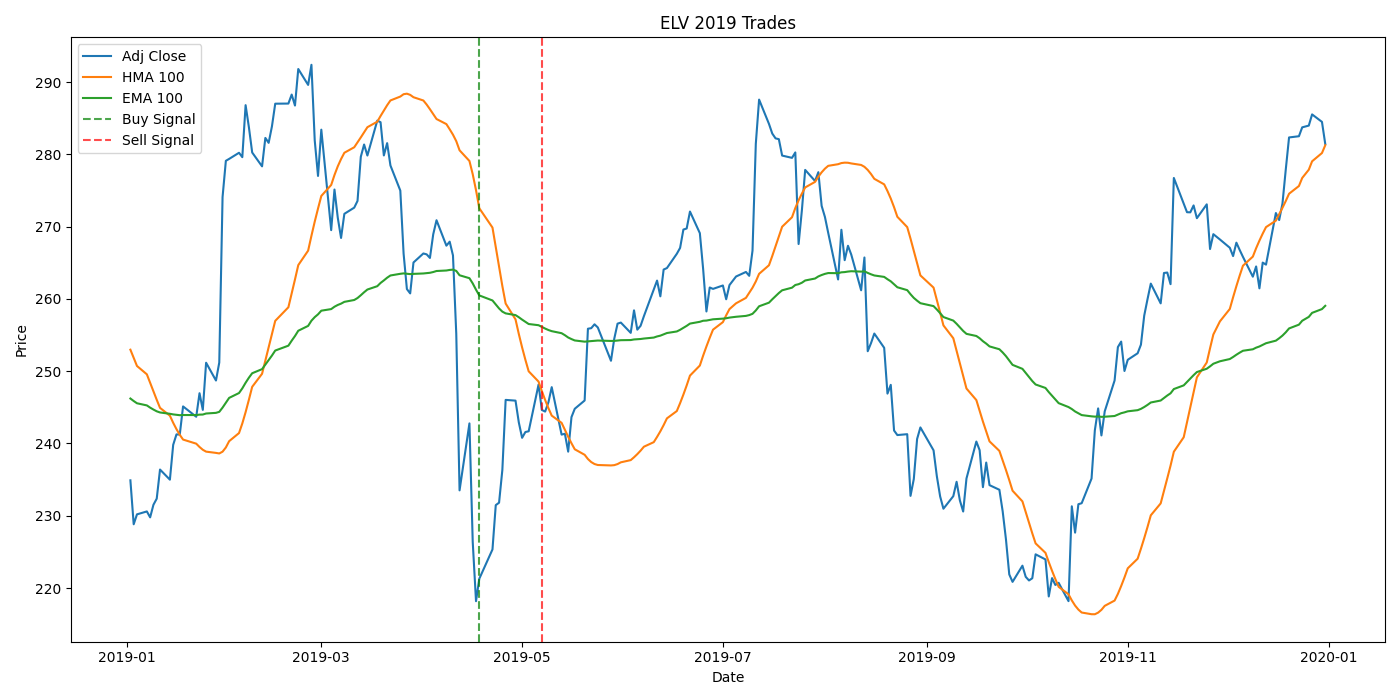 ELV 2019 Trades
Adj Close
HMA 100
EMA 100
Buy Signal
Sell Signal
Price
290
280
270
260
250
240
230
220
2019-01
2019-03
2019-05
2019-07
2019-09
2019-11
2020-01
Date